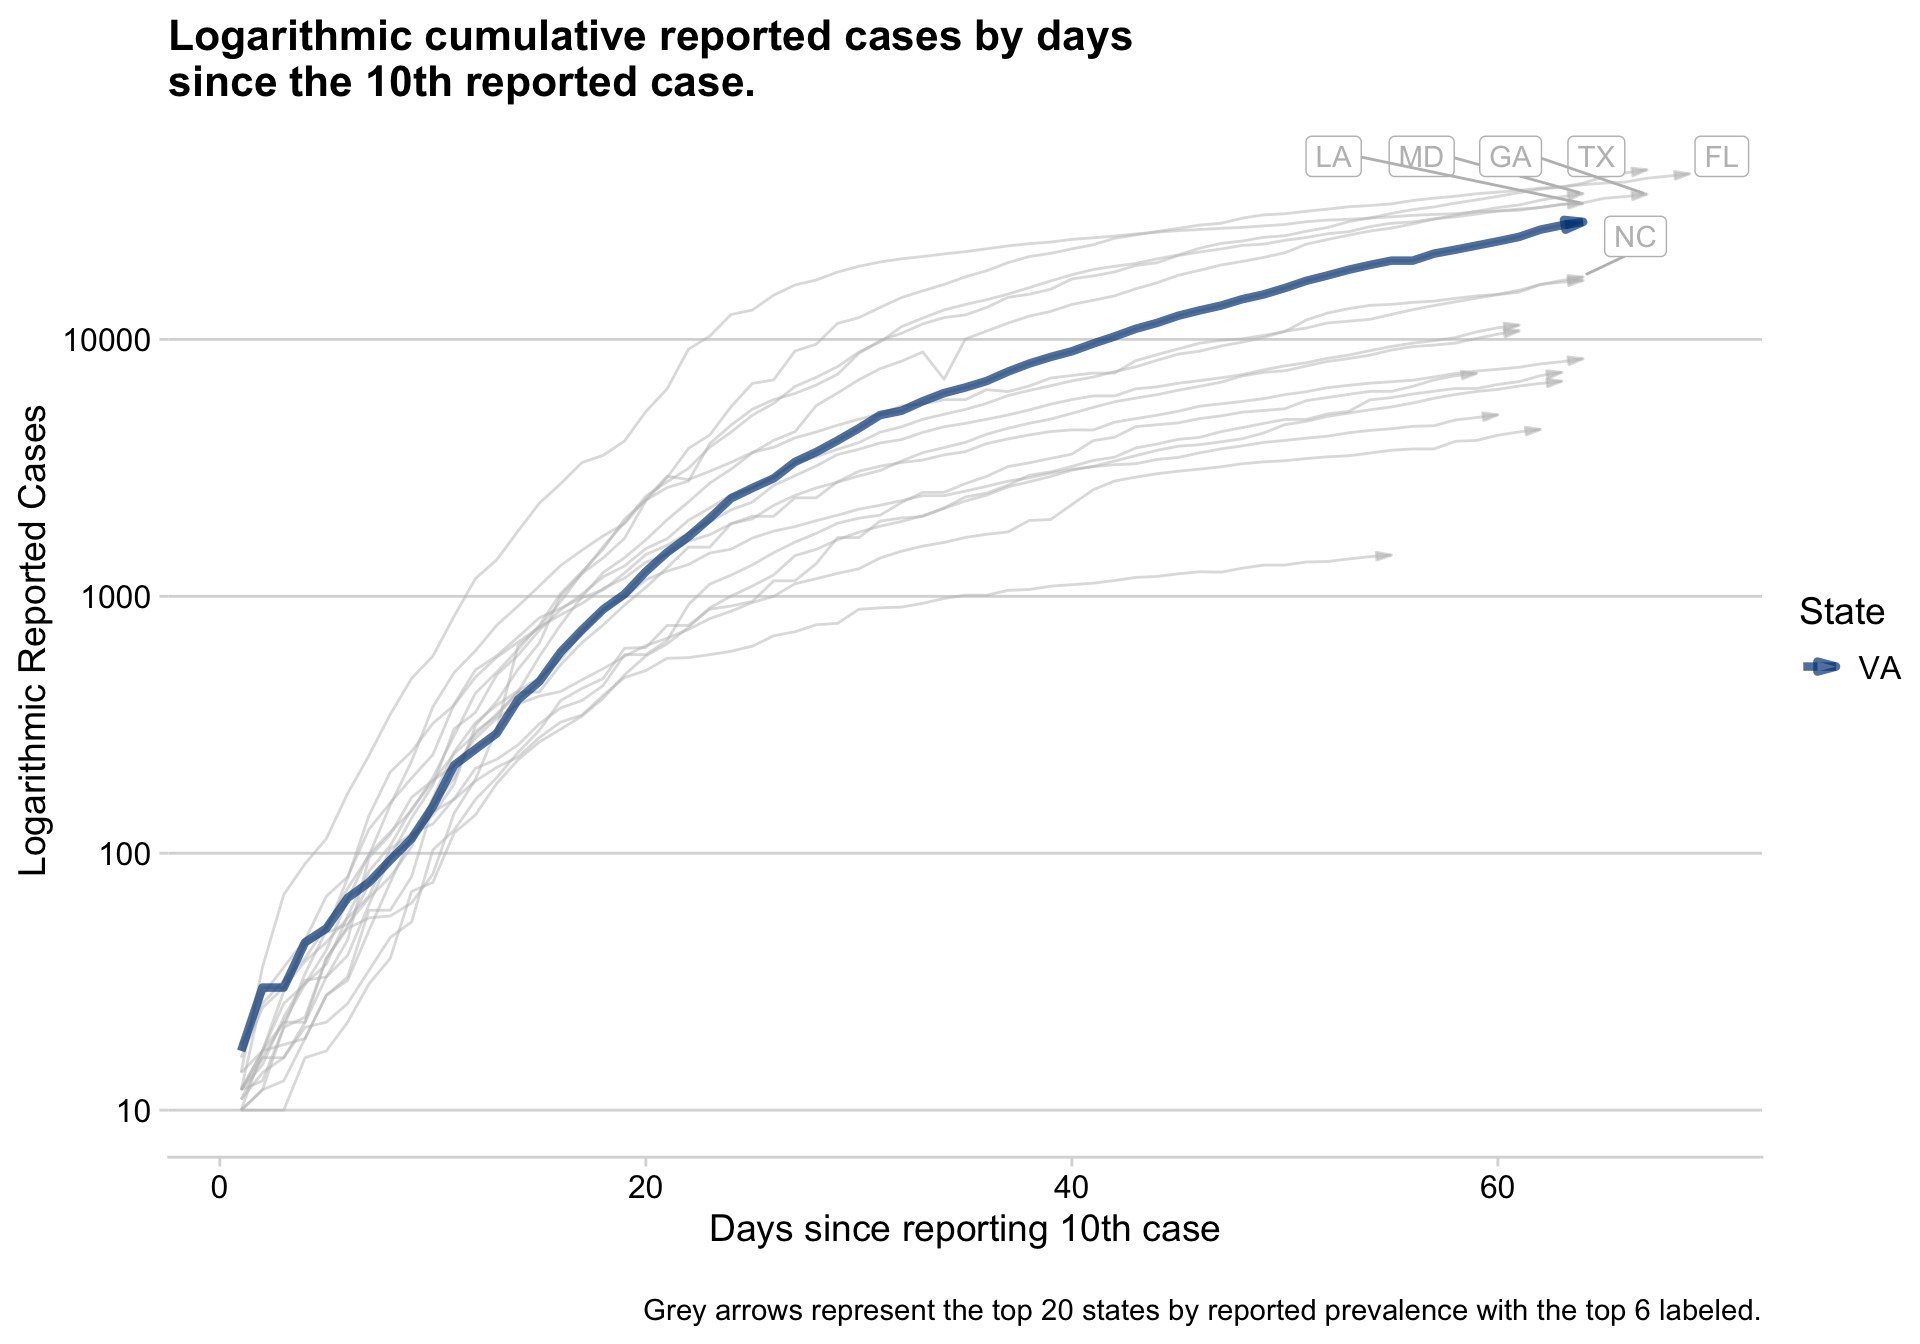 Logarithmic cumulative reported cases by days
since the 10th reported case.
LA MD GA TX FL
NC
10000
1000
100
10
Logarithmic Reported Cases
State
VA
0 20 40 60
Days since reporting 10th case
Grey arrows represent the top 20 states by reported prevalence with the top 6 labeled.